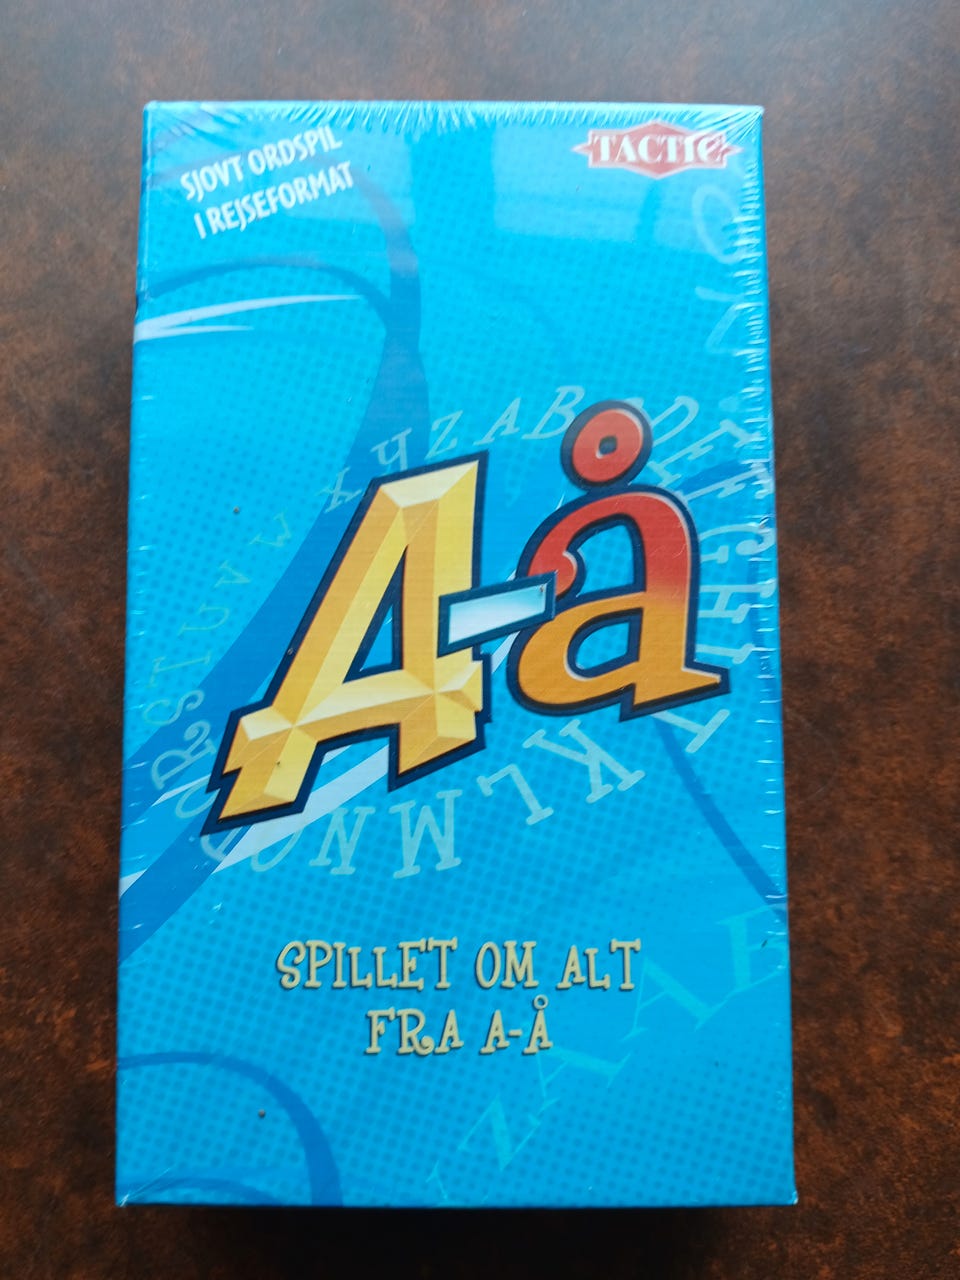 SJOVT ORDSPIL
I REJSEFORMAT
TACTIC
X Y Z A B
A-å
SPILLET OM ALT
FRA A-Å